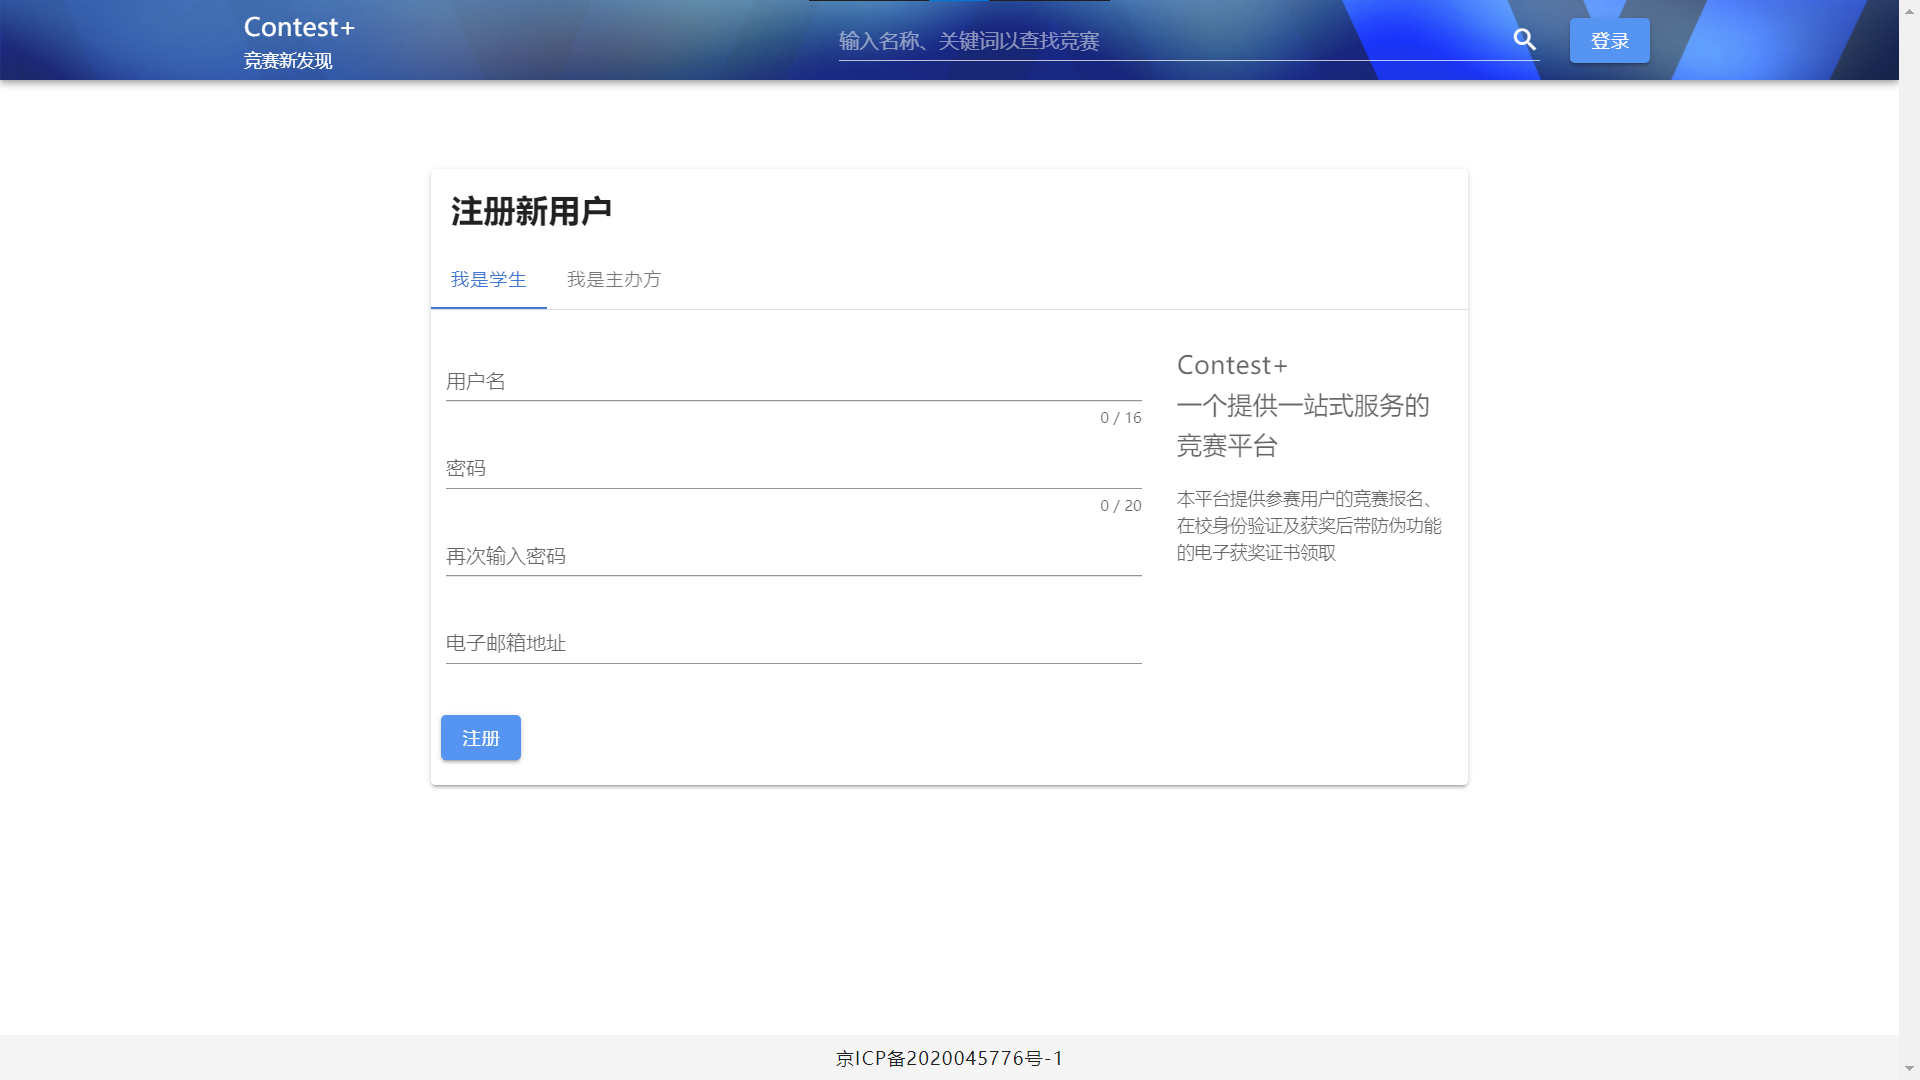 Contest+
竞赛新发现
输入名称、关键词以查找竞赛
登录
注册新用户
我是学生
我是主办方
用户名
0 / 16
密码
0 / 20
再次输入密码
电子邮箱地址
注册
Contest+
一个提供一站式服务的
竞赛平台
本平台提供参赛用户的竞赛报名、
在校身份验证及获奖后带防伪功能
的电子获奖证书领取
京ICP备2020045776号-1